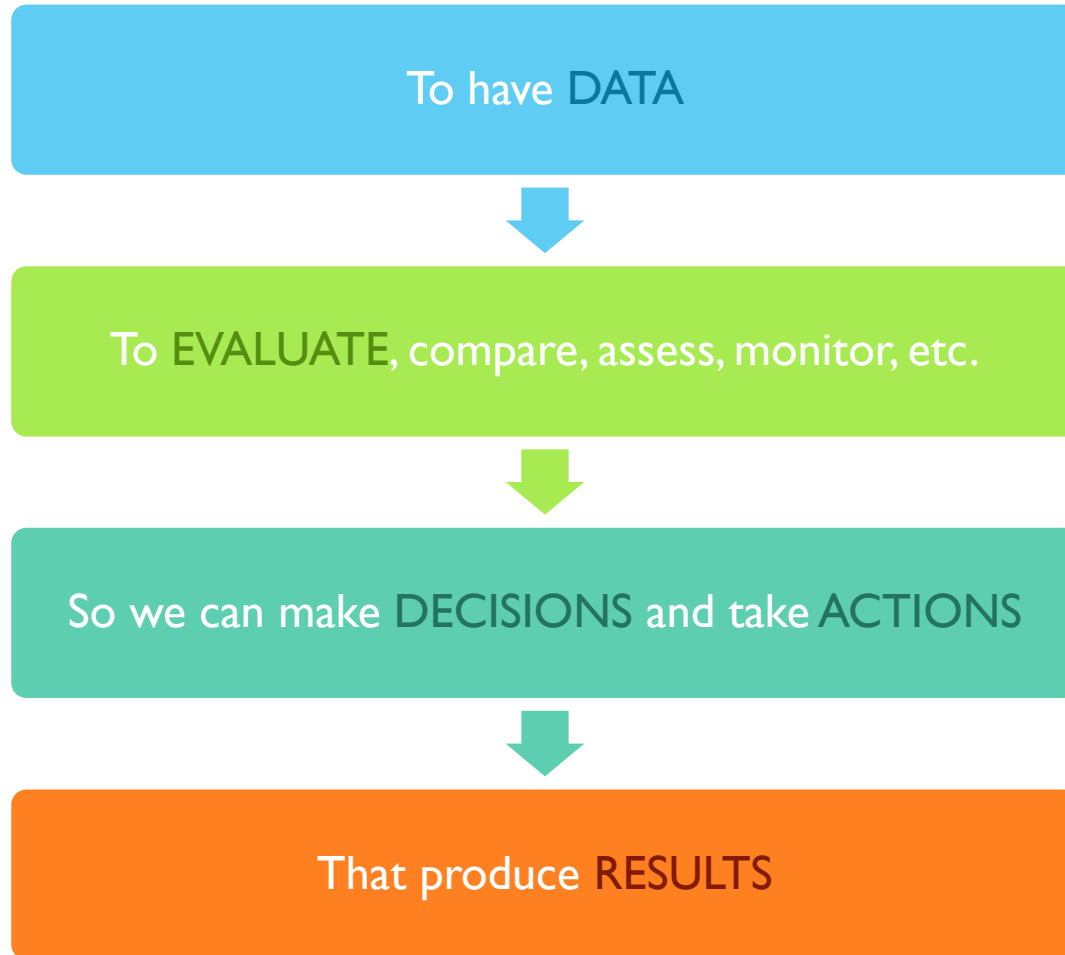 To have DATA
To EVALUATE, compare, assess, monitor, etc.
So we can make DECISIONS and take ACTIONS
That produce RESULTS